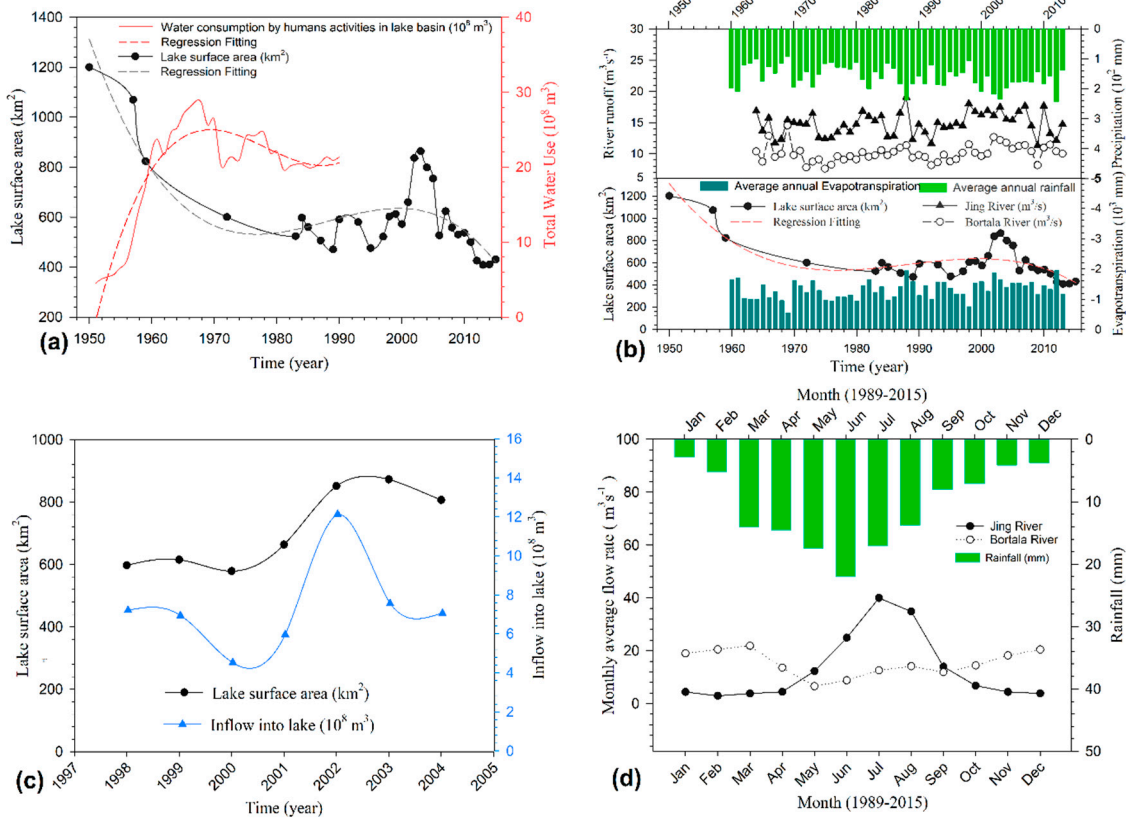 Water consumption by humans activities in lake basin (10⁸ m³)
Regression Fitting
Lake surface area (km²)
Regression Fitting
1400
1200
1000
800
600
400
200
Lake surface area (km²)
40
30
20
10
0
Total Water Use (10⁸ m³)
1950 1960 1970 1980 1990 2000 2010
Time (year)
(a)
1950 1960 1970 1980 1990 2000 2010
(b)
30
25
20
15
10
5
River runoff (m³s⁻¹)
0
1
2
3
4
5
Precipitation (10² mm)
Average annual Evapotranspiration
Average annual rainfall
Lake surface area (km²)
Jing River (m³/s)
Regression Fitting
Bortala River (m³/s)
1200
1000
800
600
400
200
0
Lake surface area (km²)
-5
-4
-3
-2
-1
0
Evapotranspiration (10³ mm)
1950 1960 1970 1980 1990 2000 2010
Time (year)
1000
800
600
400
200
0
Lake surface area (km²)
16
14
12
10
8
6
4
2
0
Inflow into lake (10⁸ m³)
Lake surface area (km²)
Inflow into lake (10⁸ m³)
1997 1998 1999 2000 2001 2002 2003 2004 2005
Time (year)
(c)
Month (1989-2015)
Jan Feb Mar Apr May Jun Jul Aug Sep Oct Nov Dec
100
80
60
40
20
0
Monthly average flow rate ( m³s⁻¹)
Jing River
Bortala River
Rainfall (mm)
0
10
20
30
40
50
Rainfall (mm)
Jan Feb Mar Apr May Jun Jul Aug Sep Oct Nov Dec
Month (1989-2015)
(d)